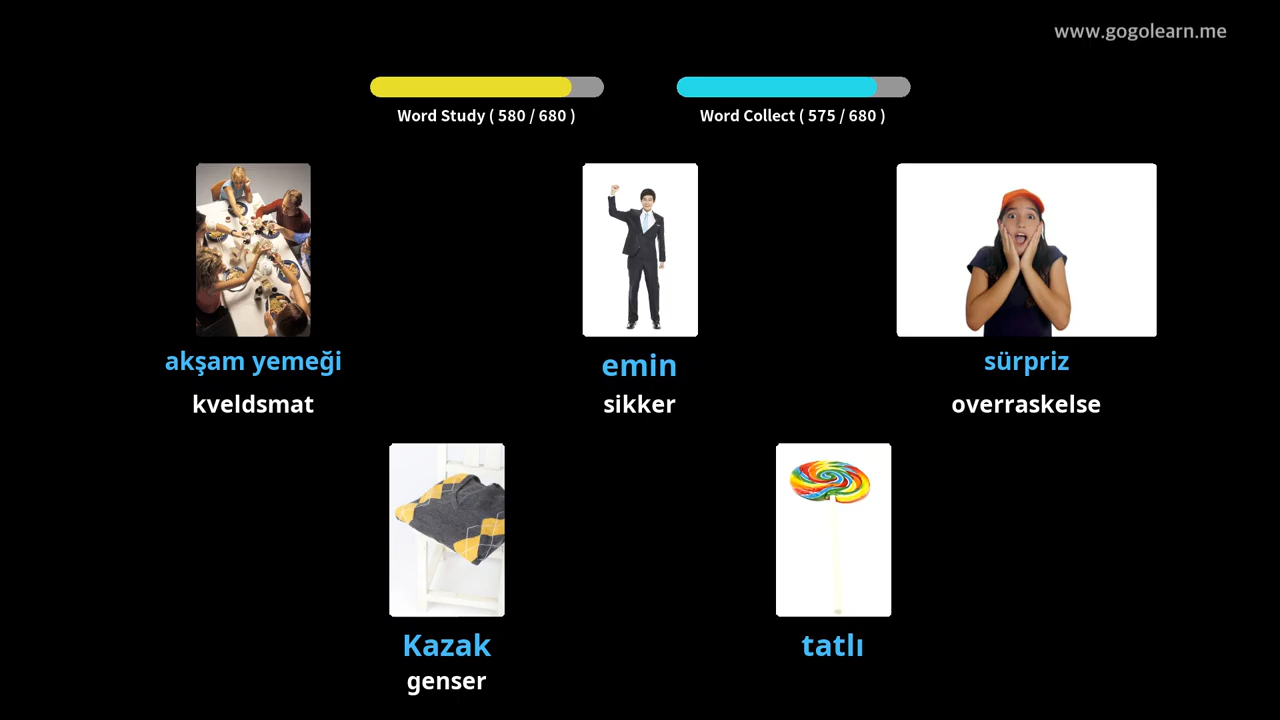 www.gogolearn.me
Word Study ( 580 / 680 )
Word Collect ( 575 / 680 )
akşam yemeği
kveldsmat
emin
sikker
sürpriz
overraskelse
Kazak
genser
tatlı